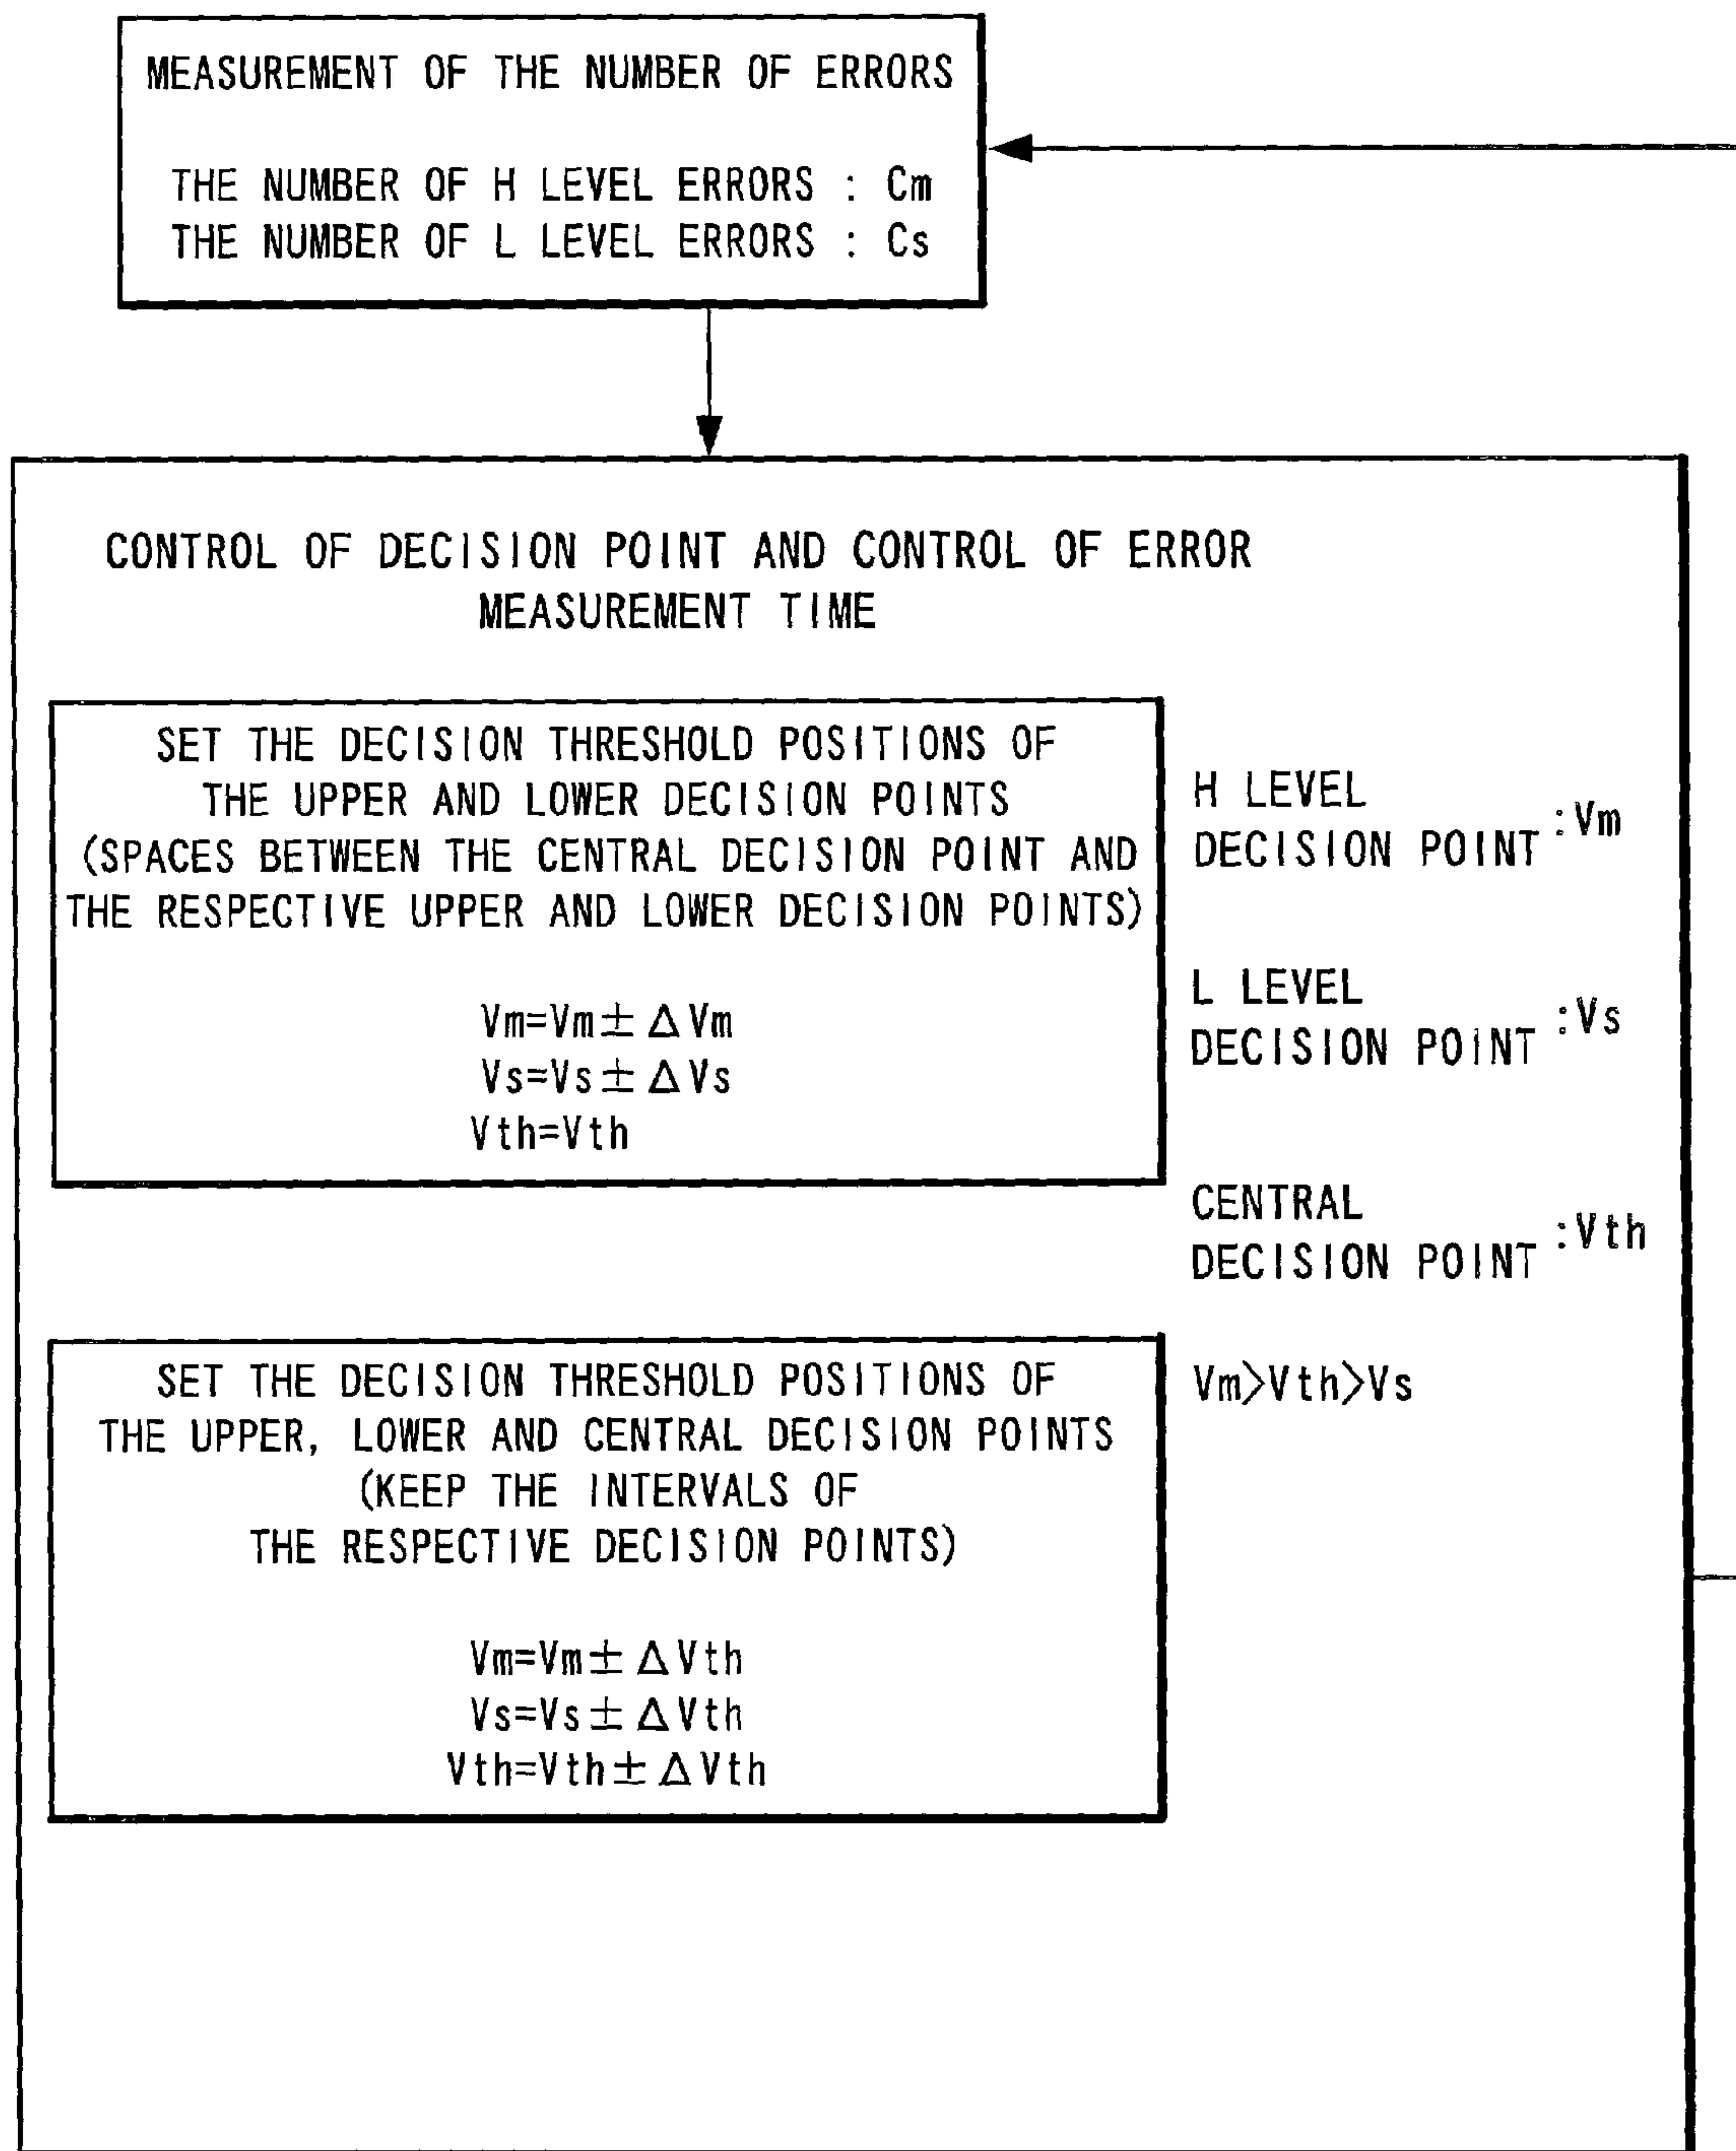 MEASUREMENT OF THE NUMBER OF ERRORS
THE NUMBER OF H LEVEL ERRORS : Cm
THE NUMBER OF L LEVEL ERRORS : Cs
CONTROL OF DECISION POINT AND CONTROL OF ERROR
MEASUREMENT TIME
SET THE DECISION THRESHOLD POSITIONS OF
THE UPPER AND LOWER DECISION POINTS
(SPACES BETWEEN THE CENTRAL DECISION POINT AND
THE RESPECTIVE UPPER AND LOWER DECISION POINTS)
Vm=Vm±ΔVm
Vs=Vs±ΔVs
Vth=Vth
H LEVEL
DECISION POINT :Vm
L LEVEL
DECISION POINT :Vs
CENTRAL
DECISION POINT :Vth
Vm>Vth>Vs
SET THE DECISION THRESHOLD POSITIONS OF
THE UPPER, LOWER AND CENTRAL DECISION POINTS
(KEEP THE INTERVALS OF
THE RESPECTIVE DECISION POINTS)
Vm=Vm±ΔVth
Vs=Vs±ΔVth
Vth=Vth±ΔVth